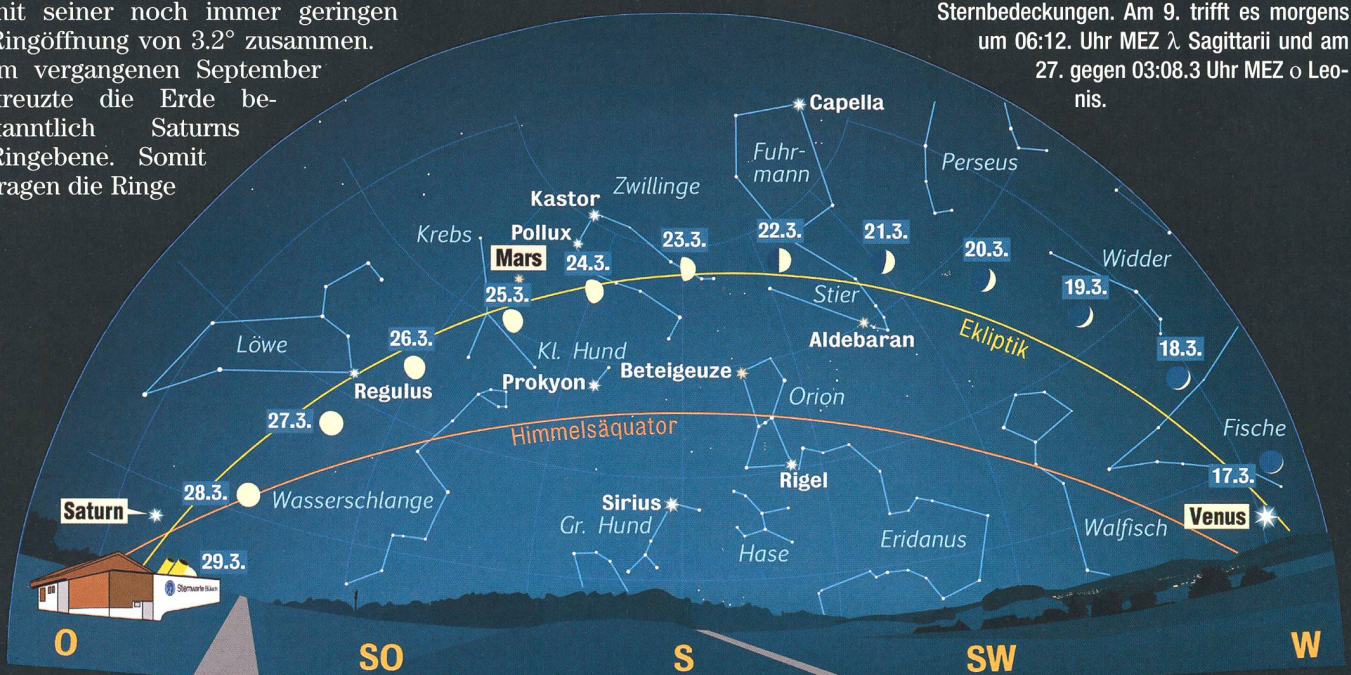 mit seiner noch immer geringen
Ringöffnung von 3.2° zusammen.
Im vergangenen September
kreuzte die Erde be-
kanntlich Saturns
Ringebene. Somit
ragen die Ringe
Sternbedeckungen. Am 9. trifft es morgens
um 06:12. Uhr MEZ λ Sagittarii und am
27. gegen 03:08.3 Uhr MEZ ο Leo-
nis.
Capella
Fuhr-
mann
Perseus
Kastor
Zwillinge
Pollux
Krebs
Mars
23.3.
22.3.
21.3.
20.3.
24.3.
25.3.
Widder
19.3.
Stier
Aldebaran
Ekliptik
18.3.
26.3.
Löwe
Regulus
Kl. Hund
Prokyon
Beteigeuze
Orion
27.3.
Himmelsäquator
Fische
17.3.
28.3.
Wasserschlange
Rigel
Saturn
Sirius
Gr. Hund
Hase
Eridanus
Walfisch
Venus
29.3.
Sternwarte Bülach
O
SO
S
SW
W